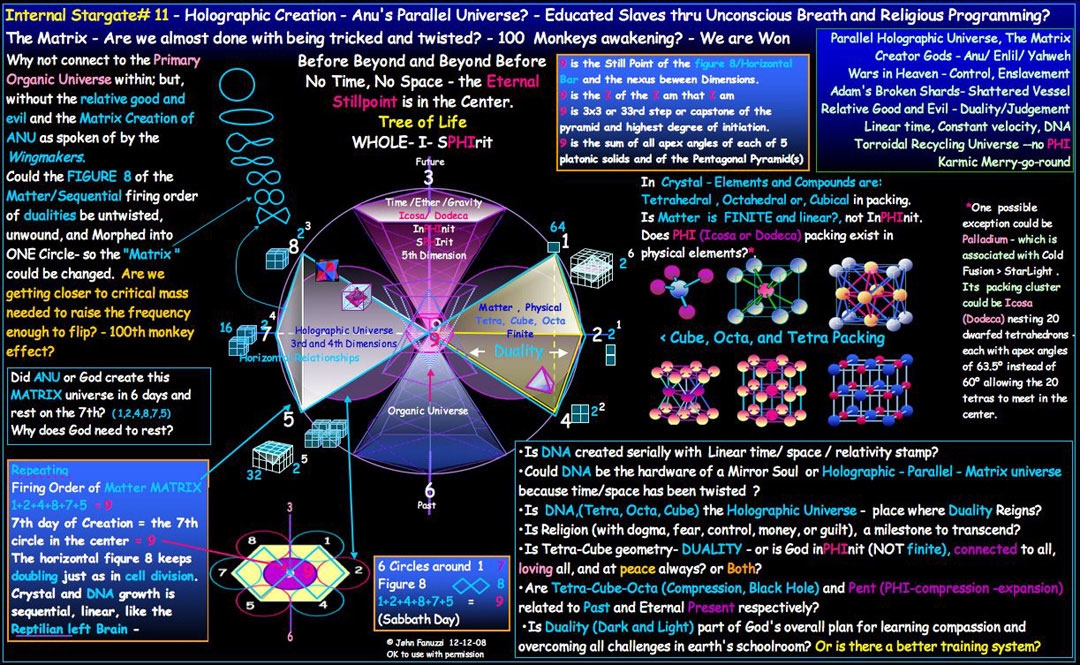 Internal Stargate# 11 - Holographic Creation - Anu's Parallel Universe? - Educated Slaves thru Unconscious Breath and Religious Programming?
The Matrix - Are we almost done with being tricked and twisted? - 100 Monkeys awakening? - We are Won
Why not connect to the Primary
Organic Universe within; but,
without the relative good and
evil and the Matrix Creation of
ANU as spoken of by the
Wingmakers.
Could the FIGURE 8 of the
Matter/Sequential firing order
of dualities be untwisted,
unwound, and Morphed into
ONE Circle- so the "Matrix "
could be changed. Are we
getting closer to critical mass
needed to raise the frequency
enough to flip? - 100th monkey
effect?
Before Beyond and Beyond Before
No Time, No Space - the Eternal
Stillpoint is in the Center.
Tree of Life
WHOLE- I- SPHIrit
9 is the Still Point of the figure 8/Horizontal
Bar and the nexus beween Dimensions.
9 is the I of the I am that I am
9 is 3x3 or 33rd step or capstone of the
pyramid and highest degree of initiation.
9 is the sum of all apex angles of each of 5
platonic solids and of the Pentagonal Pyramid(s)
Parallel Holographic Universe, The Matrix
Creator Gods - Anu/ Enlil/ Yahweh
Wars in Heaven - Control, Enslavement
Adam's Broken Shards- Shattered Vessel
Relative Good and Evil - Duality/Judgement
Linear time, Constant velocity, DNA
Torroidal Recycling Universe --no PHI
Karmic Merry-go-round
Future
3
Time /Ether /Gravity
Icosa/ Dodeca
InPHInit
SPHIrit
5th Dimension
8
2
3
64
1
2
6
16
2
4
7
Holographic Universe
3rd and 4th Dimensions
Horizontal Relationships
9
9
Matter , Physical
Tetra, Cube, Octa
Finite
Duality
2
2
1
5
4
2
2
Organic Universe
32
2
5
6
Past
In Crystal - Elements and Compounds are:
Tetrahedral , Octahedral or, Cubical in packing.
Is Matter is FINITE and linear?, not InPHInit.
Does PHI (Icosa or Dodeca) packing exist in
physical elements?*
< Cube, Octa, and Tetra Packing
*One possible
exception could be
Palladium - which is
associated with Cold
Fusion > StarLight .
Its packing cluster
could be Icosa
(Dodeca) nesting 20
dwarfed tetrahedrons -
each with apex angles
of 63.5º instead of
60º allowing the 20
tetras to meet in the
center.
Did ANU or God create this
MATRIX universe in 6 days and
rest on the 7th? (1,2,4,8,7,5)
Why does God need to rest?
Repeating
Firing Order of Matter MATRIX
1+2+4+8+7+5 = 9
7th day of Creation = the 7th
circle in the center = 9
The horizontal figure 8 keeps
doubling just as in cell division.
Crystal and DNA growth is
sequential, linear, like the
Reptilian left Brain -
3
8
1
7
9
2
5
4
6
6 Circles around 1 7
Figure 8 8
1+2+4+8+7+5 = 9
(Sabbath Day)
© John Fanuzzi 12-12-08
OK to use with permission
•Is DNA created serially with Linear time/ space / relativity stamp?
•Could DNA be the hardware of a Mirror Soul or Holographic - Parallel - Matrix universe
because time/space has been twisted ?
•Is DNA,(Tetra, Octa, Cube) the Holographic Universe - place where Duality Reigns?
•Is Religion (with dogma, fear, control, money, or guilt), a milestone to transcend?
•Is Tetra-Cube geometry- DUALITY - or is God inPHInit (NOT finite), connected to all,
loving all, and at peace always? or Both?
•Are Tetra-Cube-Octa (Compression, Black Hole) and Pent (PHI-compression -expansion)
related to Past and Eternal Present respectively?
•Is Duality (Dark and Light) part of God's overall plan for learning compassion and
overcoming all challenges in earth's schoolroom? Or is there a better training system?